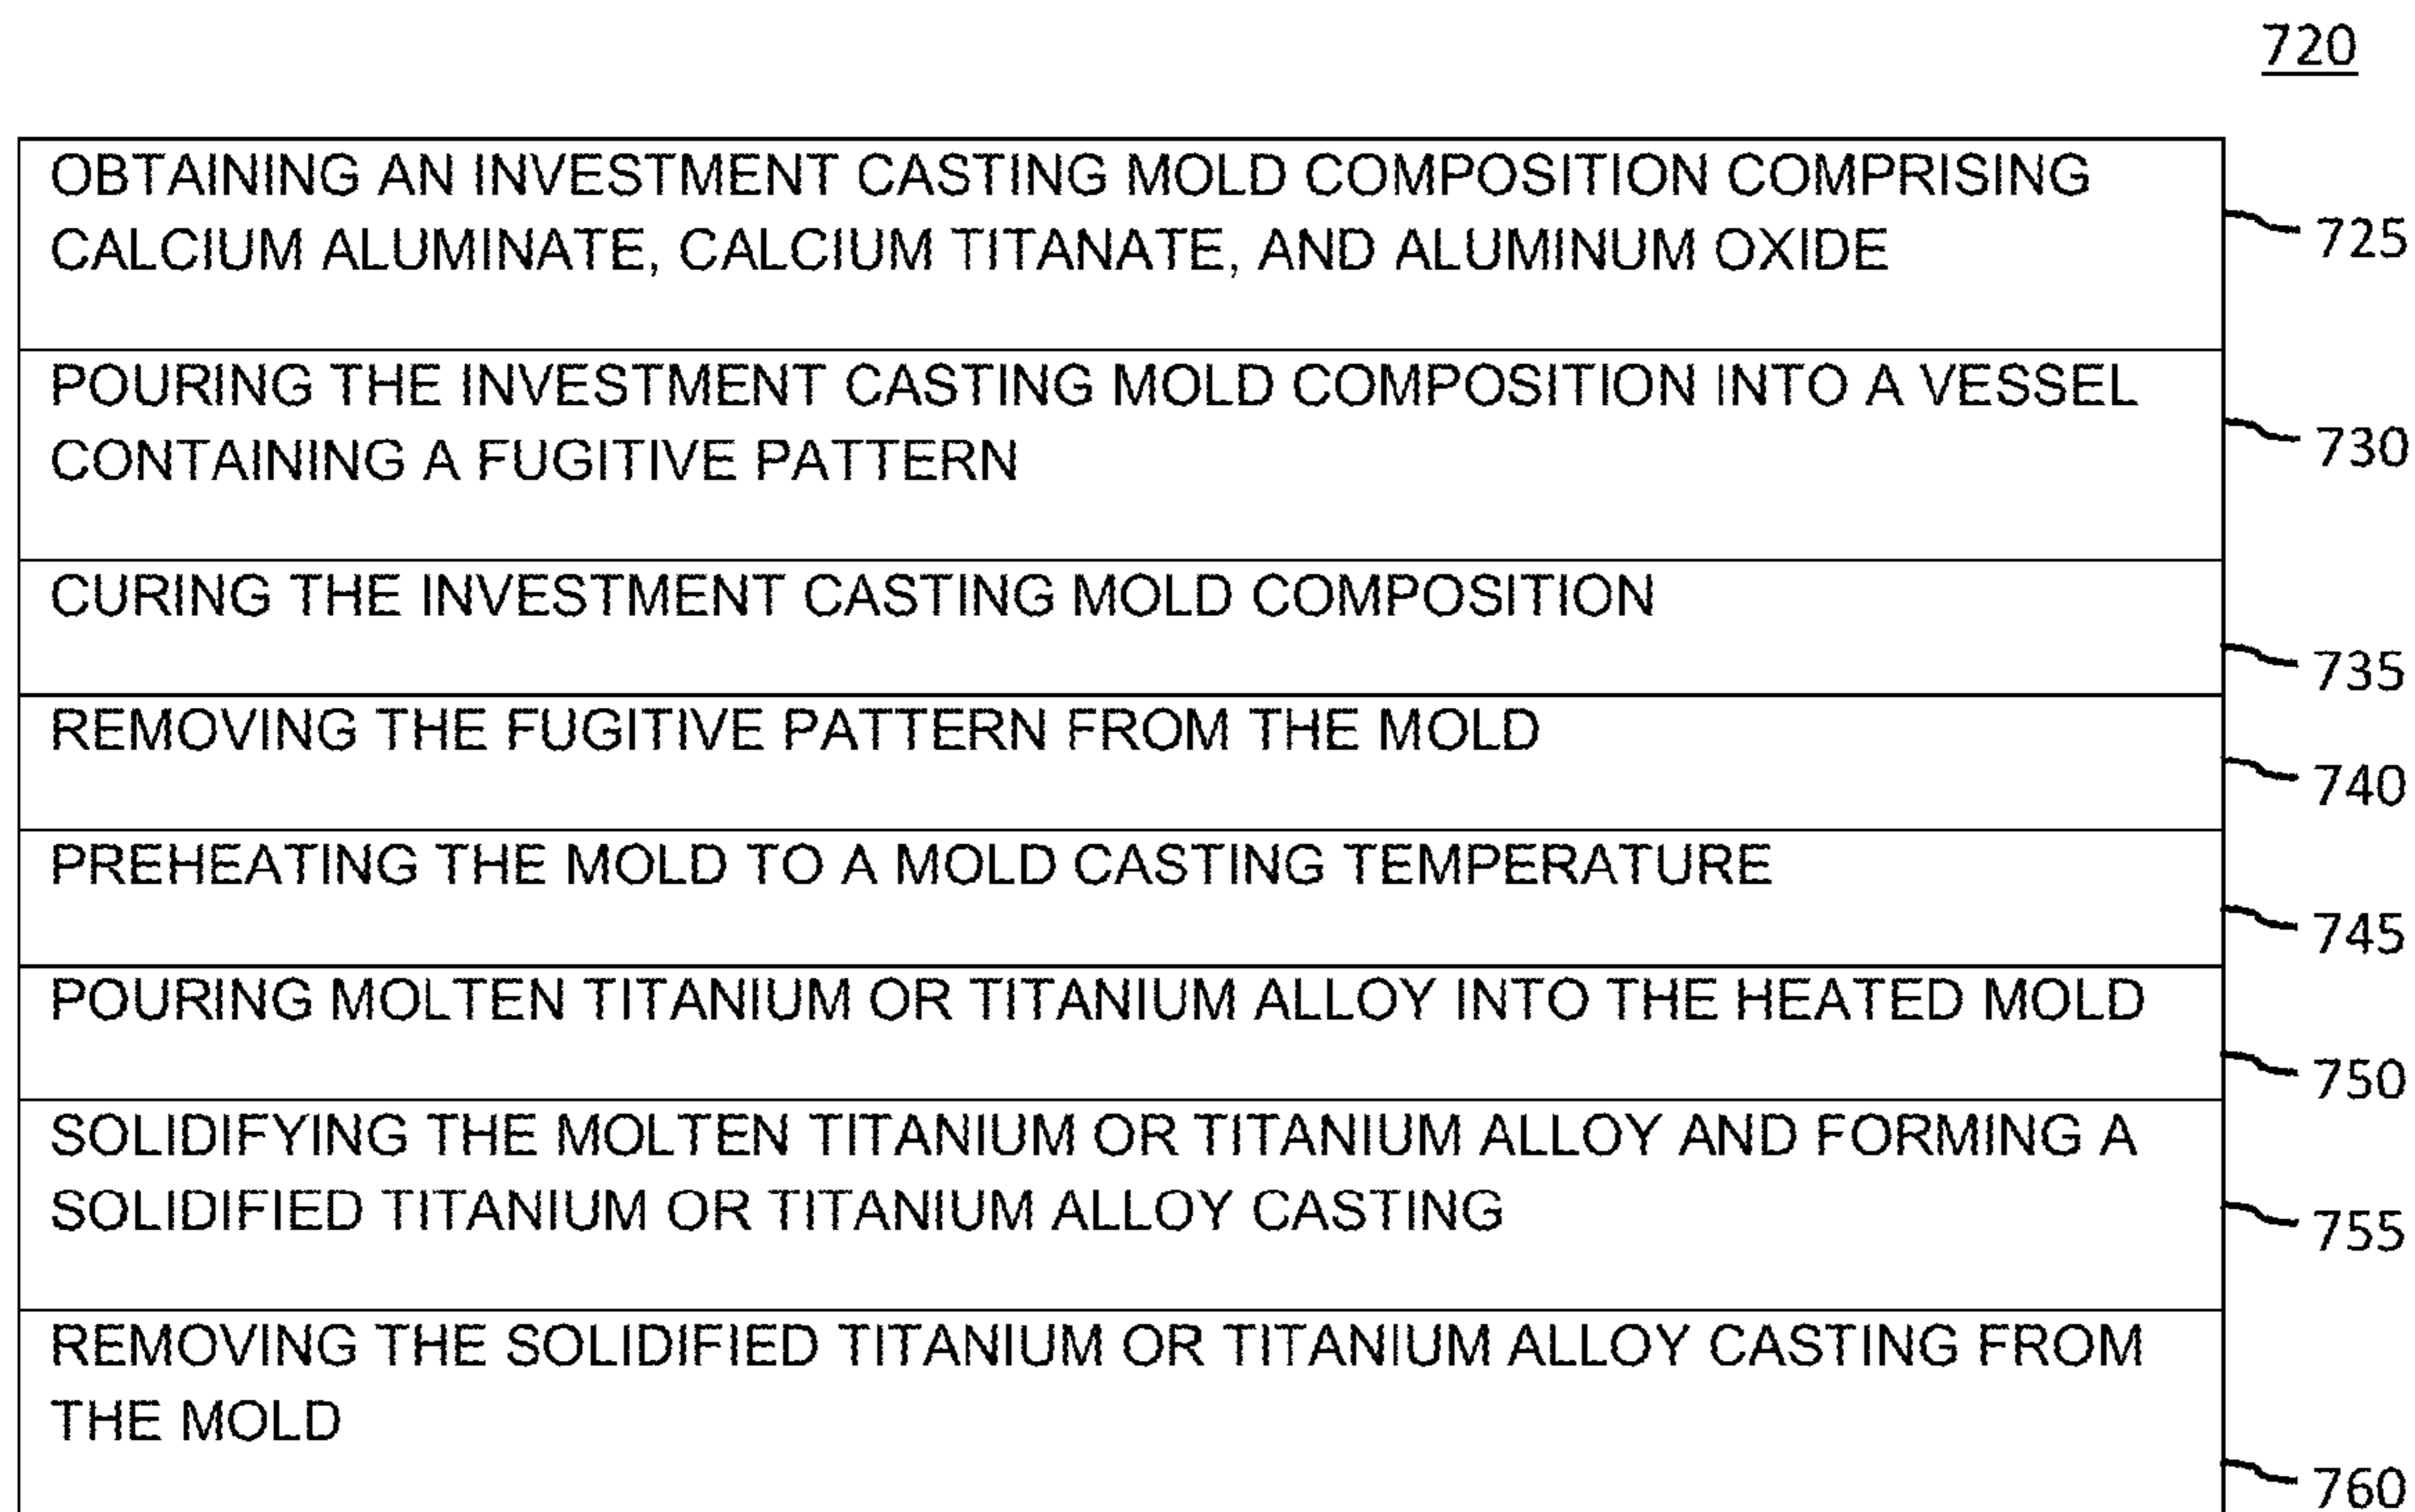 720
OBTAINING AN INVESTMENT CASTING MOLD COMPOSITION COMPRISING
CALCIUM ALUMINATE, CALCIUM TITANATE, AND ALUMINUM OXIDE
725
POURING THE INVESTMENT CASTING MOLD COMPOSITION INTO A VESSEL
CONTAINING A FUGITIVE PATTERN
730
CURING THE INVESTMENT CASTING MOLD COMPOSITION
735
REMOVING THE FUGITIVE PATTERN FROM THE MOLD
740
PREHEATING THE MOLD TO A MOLD CASTING TEMPERATURE
745
POURING MOLTEN TITANIUM OR TITANIUM ALLOY INTO THE HEATED MOLD
750
SOLIDIFYING THE MOLTEN TITANIUM OR TITANIUM ALLOY AND FORMING A
SOLIDIFIED TITANIUM OR TITANIUM ALLOY CASTING
755
REMOVING THE SOLIDIFIED TITANIUM OR TITANIUM ALLOY CASTING FROM
THE MOLD
760